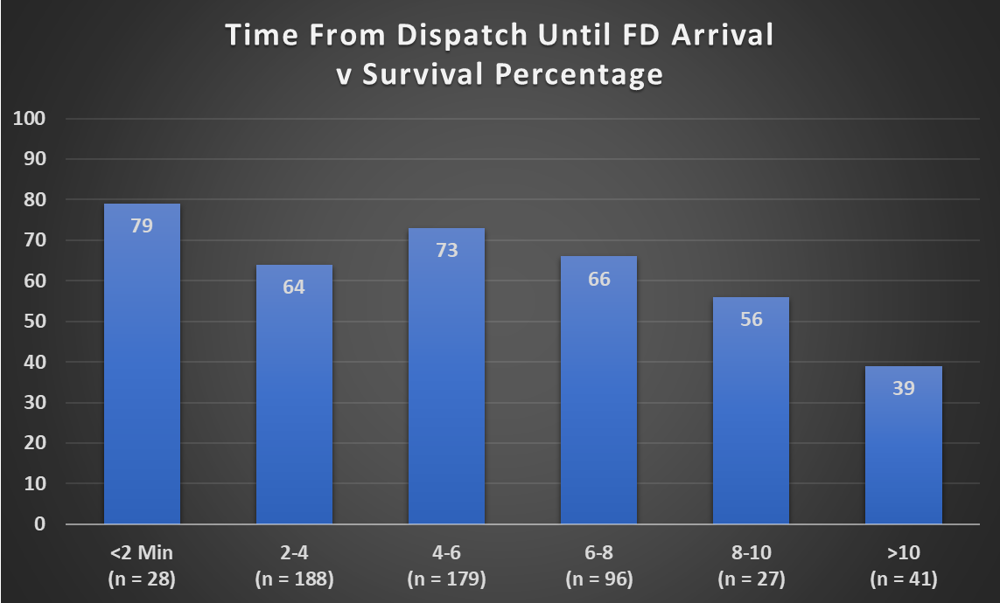 Time From Dispatch Until FD Arrival
v Survival Percentage
100
90
80
70
60
50
40
30
20
10
0
79
64
73
66
56
39
<2 Min
(n = 28)
2-4
(n = 188)
4-6
(n = 179)
6-8
(n = 96)
8-10
(n = 27)
>10
(n = 41)